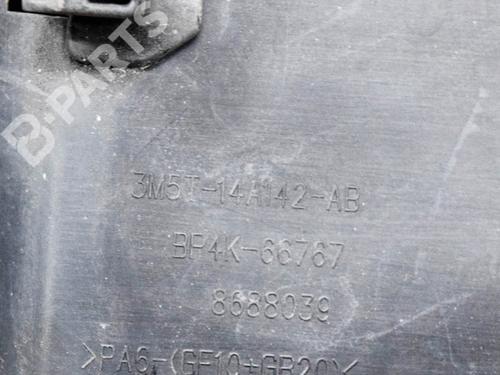 B-PARTS
3M5T-14A142-AB
BP4K-66767
8688039
>PA6-(GF10+GB20)<